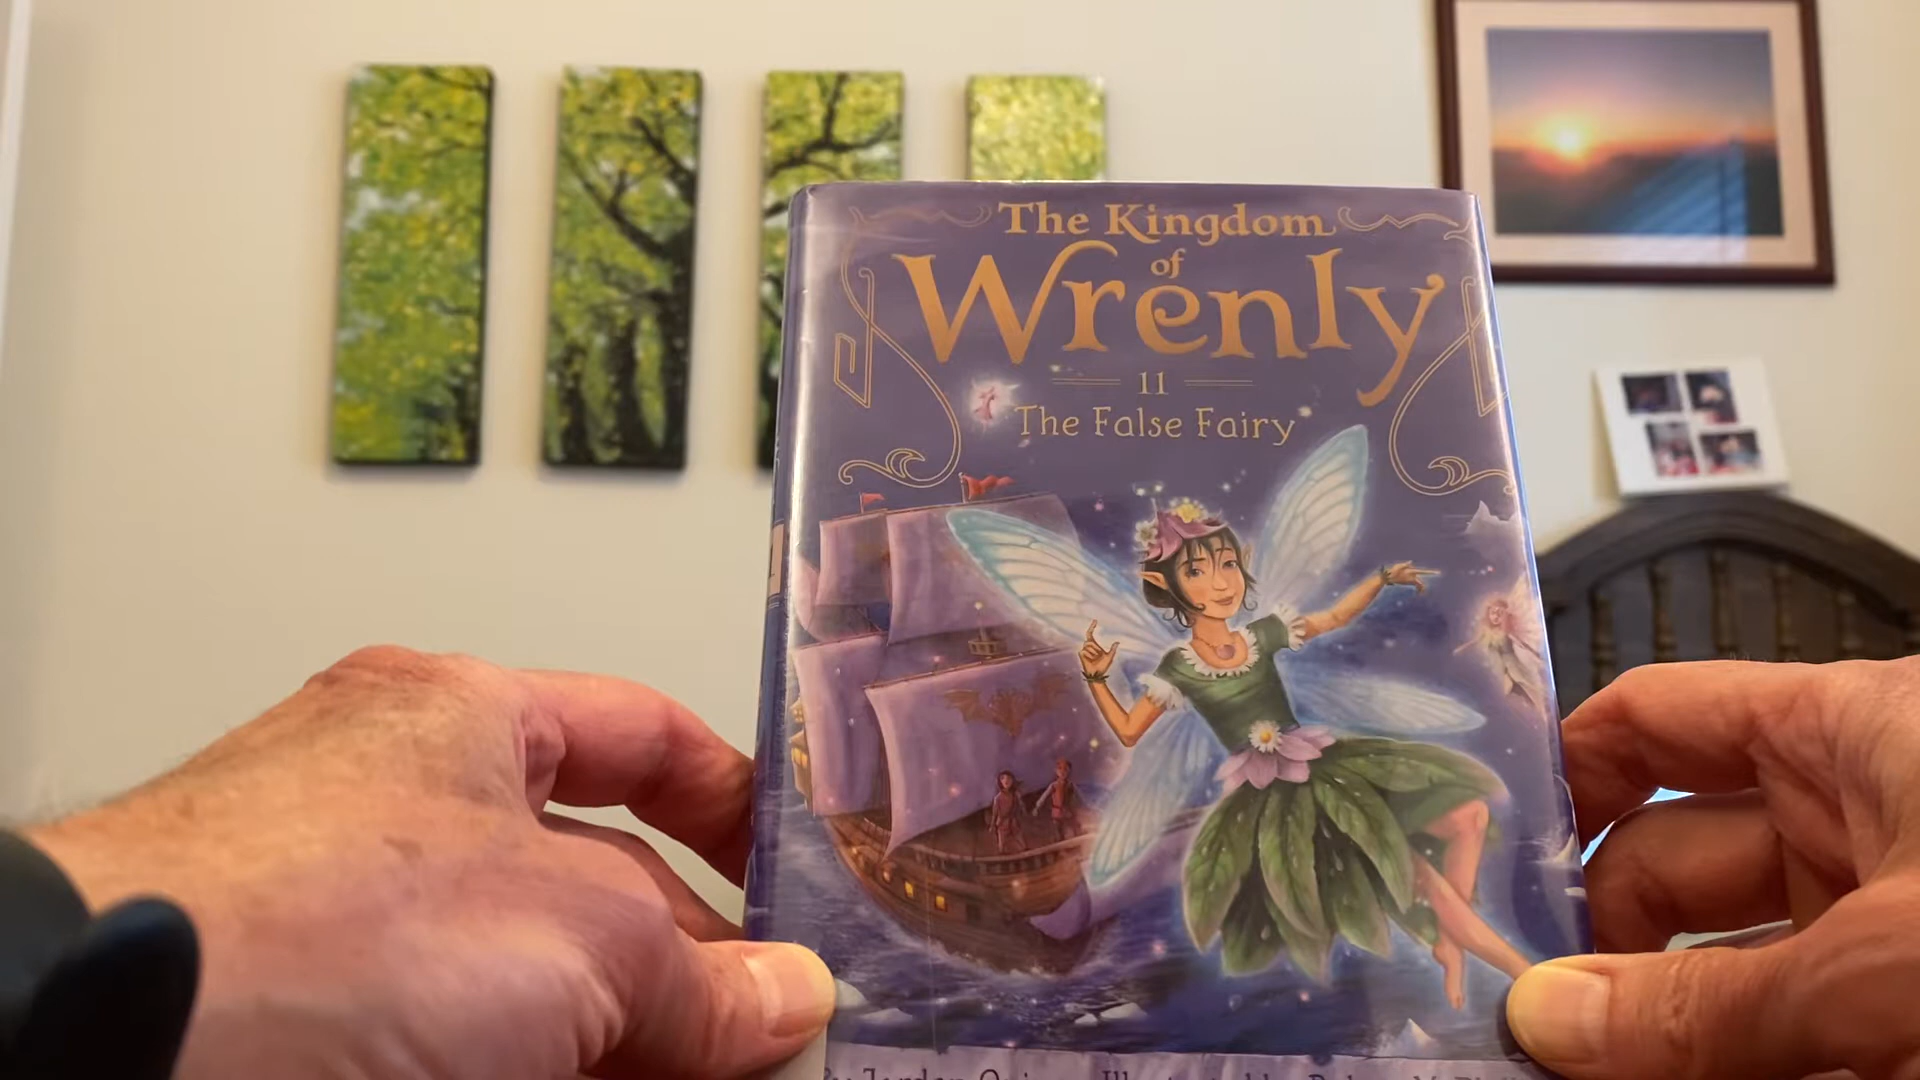 The Kingdom
of
Wrenly
11
The False Fairy